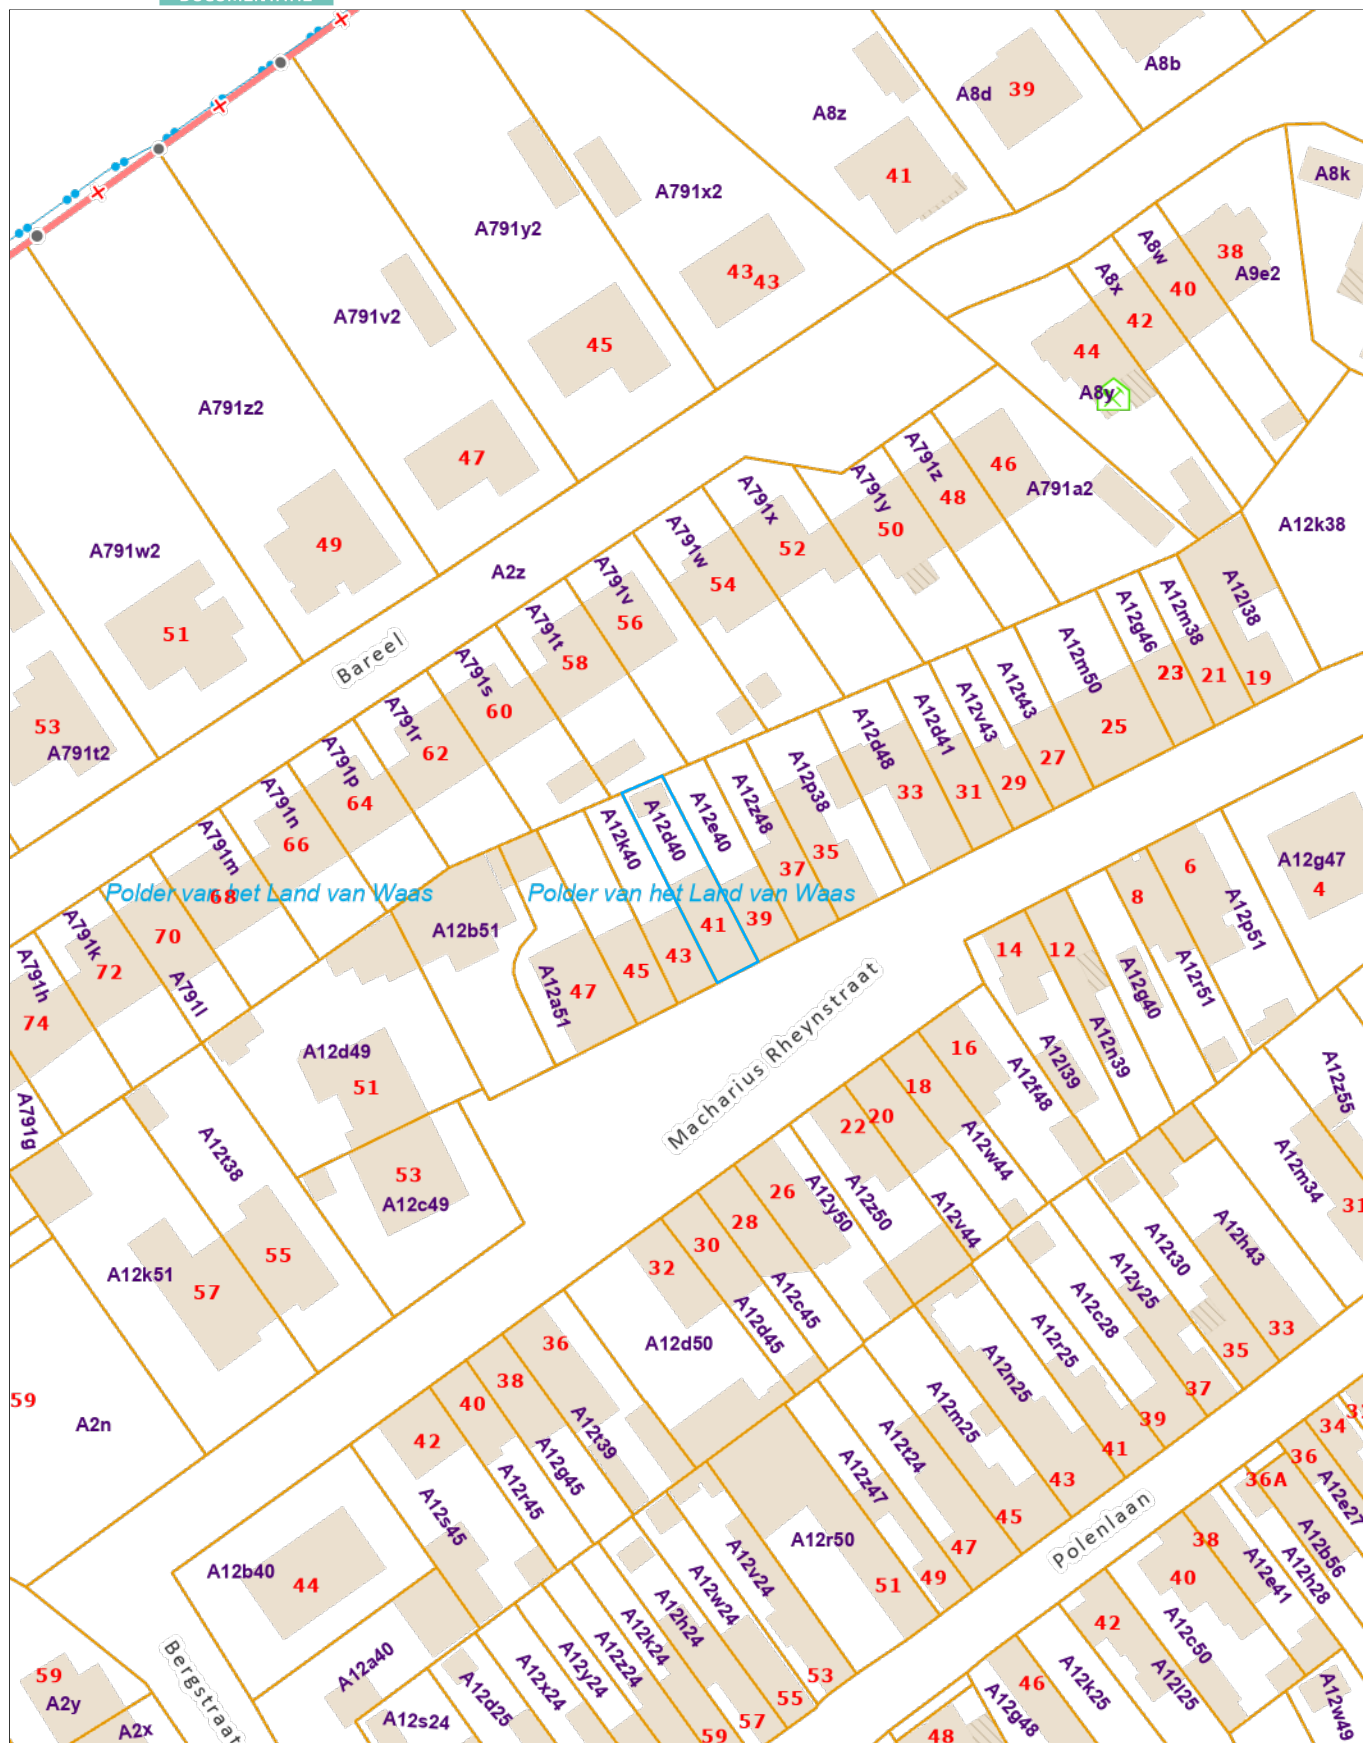 A8b
A8d
39
A8z
41
A8k
A791x2
A791y2
43
43
A8w
38
A9e2
A8x
40
42
44
A8y
A791v2
45
A791z2
47
A791z
46
48
A791a2
A791y
50
A12k38
A791x
52
A791w
54
49
A791w2
A2z
51
Bareel
A791v
56
A791t
58
A791s
60
A791r
62
A791p
64
A791n
66
A791m
68
A12l38
A12m38
A12g46
A12m50
A12t43
A12v43
A12d41
A12d48
19
21
23
25
27
29
31
33
53
A791t2
A12p38
A12z48
A12e40
A12d40
A12k40
35
37
39
41
43
45
47
Polder van het Land van Waas
Polder van het Land van Waas
A12b51
A12a51
A791k
70
72
A791l
A791h
74
A791g
A12g47
4
6
8
A12p51
A12r51
14
12
A12g40
A12n39
A12l39
A12f48
Macharius Rheynstraat
A12d49
51
53
A12c49
A12t38
55
A12k51
57
59
A2n
16
18
20
22
A12w44
A12v44
A12z50
A12y50
26
28
30
32
A12c45
A12d45
A12d50
A12z55
A12m34
31
A12h43
A12t30
A12y25
A12c28
A12r25
A12n25
A12m25
A12t24
A12z47
33
35
37
39
41
43
45
47
49
51
A12r50
36
38
40
42
A12t39
A12g45
A12r45
A12s45
A12b40
44
Bergstraat
A12a40
59
A2y
A2x
A12s24
A12d25
A12x24
A12y24
A12z24
A12k24
A12h24
A12w24
A12v24
53
55
57
59
Polenlaan
34
36
36A
A12e27
A12b56
A12h28
A12e41
38
40
42
A12c50
A12l25
A12k25
46
A12g48
48
A12w49